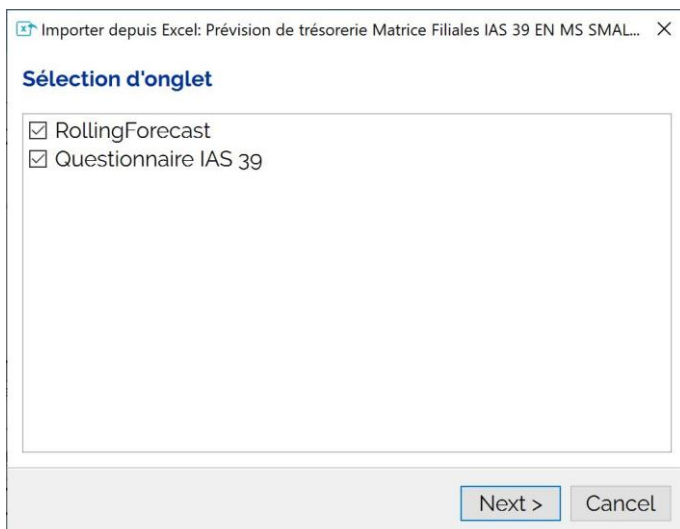 Importer depuis Excel: Prévision de trésorerie Matrice Filiales IAS 39 EN MS SMAL...
Sélection d'onglet
RollingForecast
Questionnaire IAS 39
Next >
Cancel